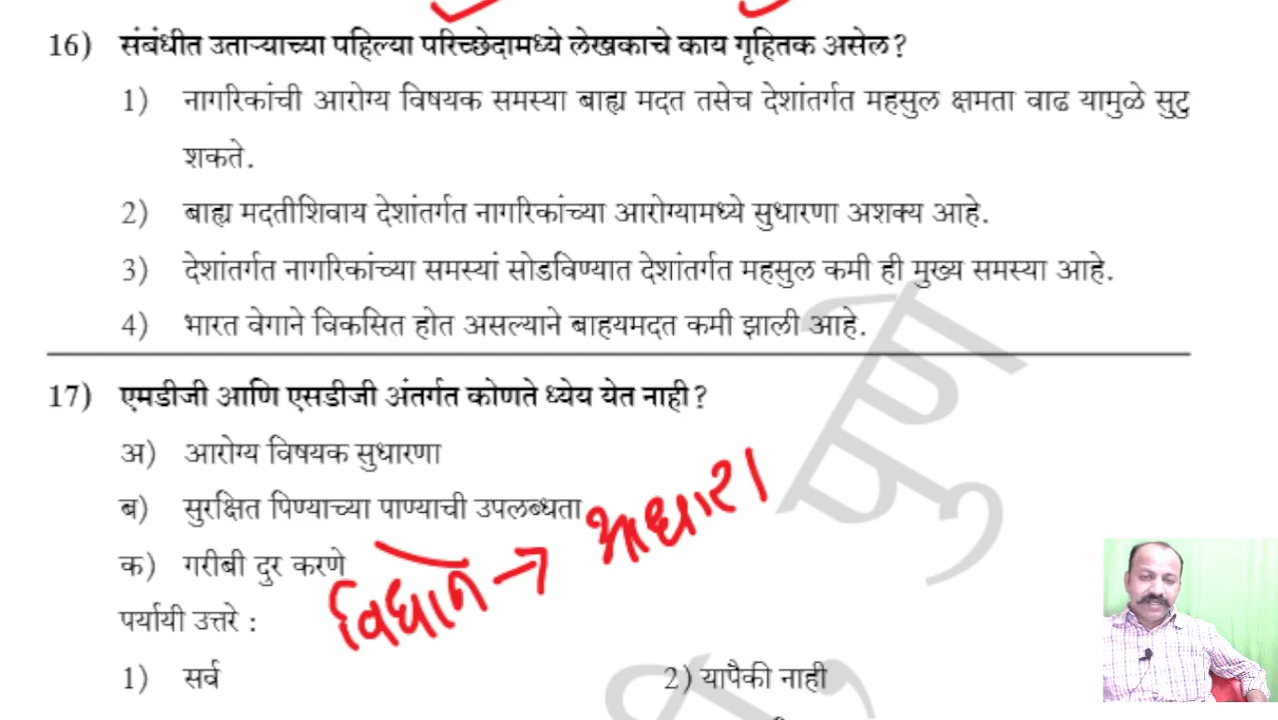 16) संबंधीत उताऱ्याच्या पहिल्या परिच्छेदामध्ये लेखकाचे काय गृहितक असेल?
1) नागरिकांची आरोग्य विषयक समस्या बाह्य मदत तसेच देशांतर्गत महसुल क्षमता वाढ यामुळे सुटु
शकते.
2) बाह्य मदतीशिवाय देशांतर्गत नागरिकांच्या आरोग्यामध्ये सुधारणा अशक्य आहे.
3) देशांतर्गत नागरिकांच्या समस्यां सोडविण्यात देशांतर्गत महसुल कमी ही मुख्य समस्या आहे.
4) भारत वेगाने विकसित होत असल्याने बाहयमदत कमी झाली आहे.
17) एमडीजी आणि एसडीजी अंतर्गत कोणते ध्येय येत नाही?
अ) आरोग्य विषयक सुधारणा
ब) सुरक्षित पिण्याच्या पाण्याची उपलब्धता
क) गरीबी दुर करणे
विधान → आधार
पर्यायी उत्तरे :
1) सर्व 2) यापैकी नाही
पुणे